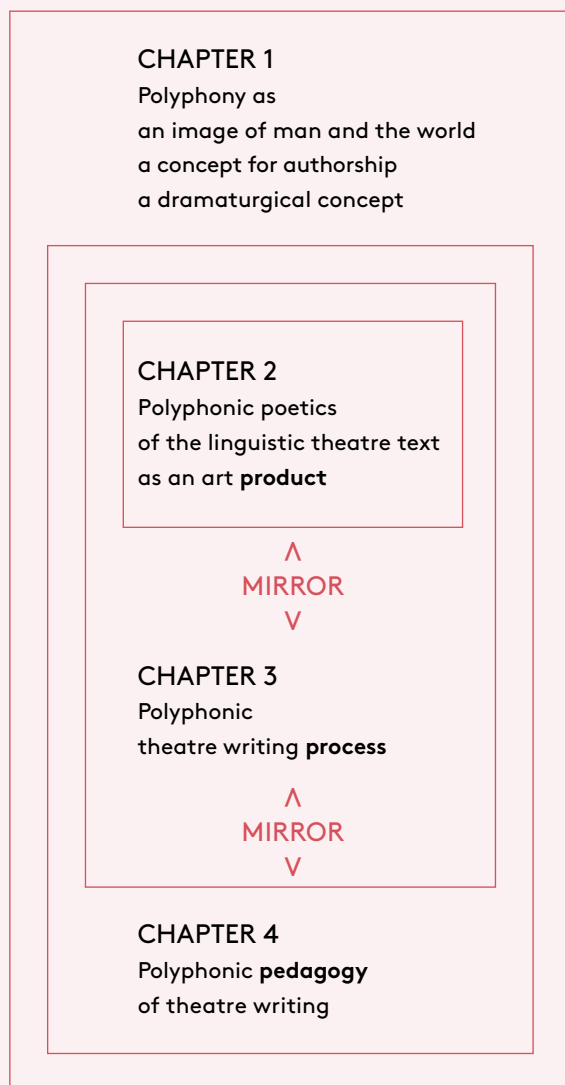 CHAPTER 1
Polyphony as
an image of man and the world
a concept for authorship
a dramaturgical concept
CHAPTER 2
Polyphonic poetics
of the linguistic theatre text
as an art product
MIRROR
CHAPTER 3
Polyphonic
theatre writing process
MIRROR
CHAPTER 4
Polyphonic pedagogy
of theatre writing